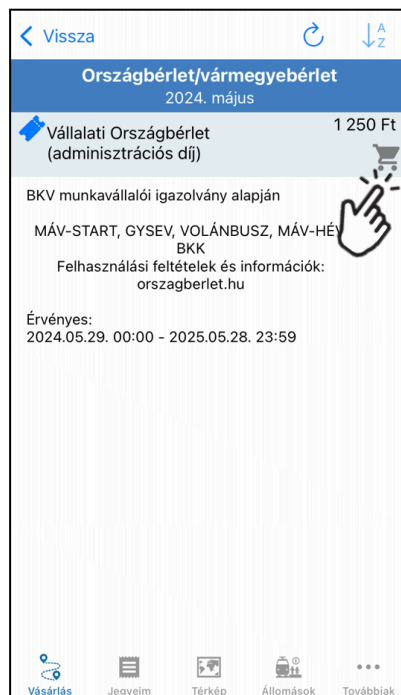 Vissza
A
Z
Országbérlet/vármegyebérlet
2024. május
Vállalati Országbérlet
1 250 Ft
(adminisztrációs díj)
BKV munkavállalói igazolvány alapján
MÁV-START, GYSEV, VOLÁNBUSZ, MÁV-HÉV
BKK
Felhasználási feltételek és információk:
orszagberlet.hu
Érvényes:
2024.05.29. 00:00 - 2025.05.28. 23:59
Vásárlás
Jegyeim
Térkép
Állomások
Továbbiak